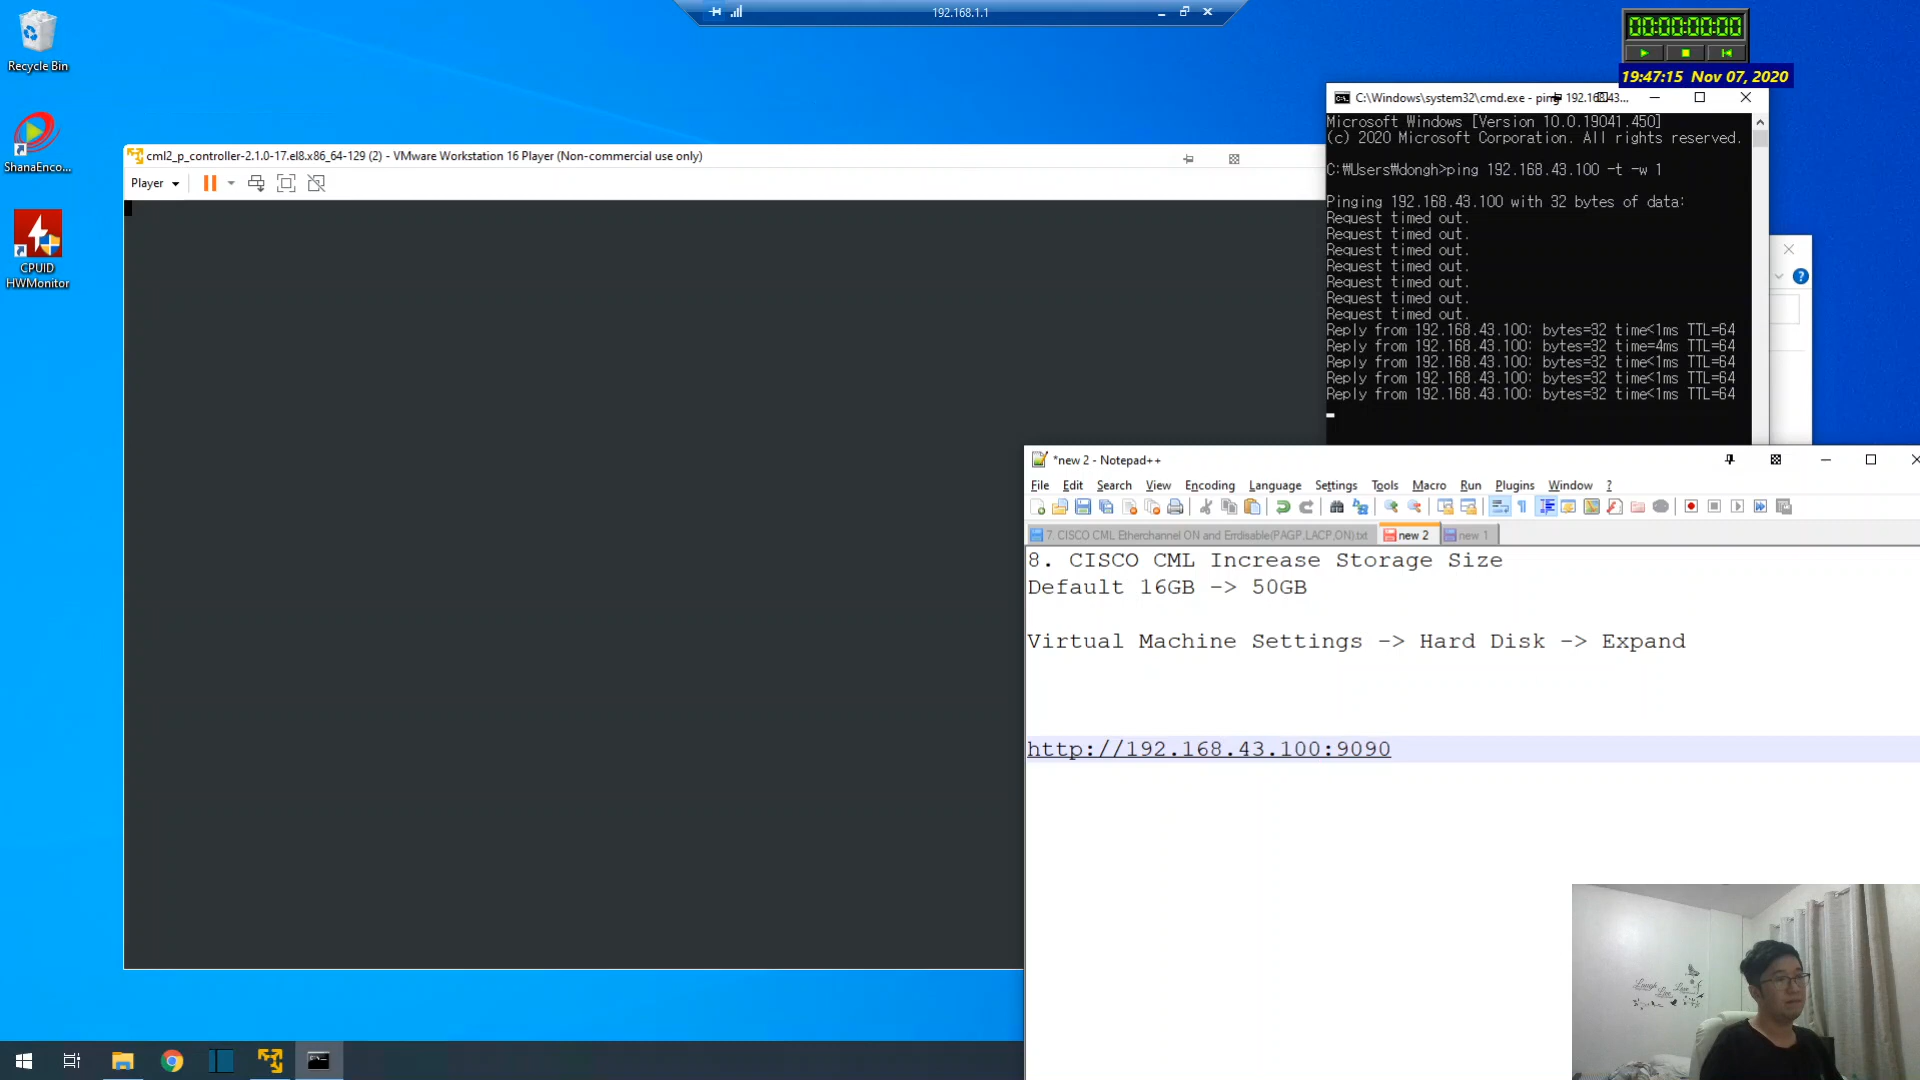 192.168.1.1
00:00:00:00
19:47:15 Nov 07, 2020
Recycle Bin
ShanaEnco...
CPUID
HWMonitor
cml2_p_controller-2.1.0-17.el8.x86_64-129 (2) - VMware Workstation 16 Player (Non-commercial use only)
Player
C:\Windows\system32\cmd.exe - ping 192.168.43...
Microsoft Windows [Version 10.0.19041.450]
(c) 2020 Microsoft Corporation. All rights reserved.
C:₩Users₩dongh>ping 192.168.43.100 -t -w 1
Pinging 192.168.43.100 with 32 bytes of data:
Request timed out.
Request timed out.
Request timed out.
Request timed out.
Request timed out.
Request timed out.
Request timed out.
Reply from 192.168.43.100: bytes=32 time<1ms TTL=64
Reply from 192.168.43.100: bytes=32 time=4ms TTL=64
Reply from 192.168.43.100: bytes=32 time<1ms TTL=64
Reply from 192.168.43.100: bytes=32 time<1ms TTL=64
Reply from 192.168.43.100: bytes=32 time<1ms TTL=64
*new 2 - Notepad++
File Edit Search View Encoding Language Settings Tools Macro Run Plugins Window ?
7. CISCO CML Etherchannel ON and Errdisable(PAGP,LACP,ON).txt new 2 new 1
8. CISCO CML Increase Storage Size
Default 16GB -> 50GB
Virtual Machine Settings -> Hard Disk -> Expand
http://192.168.43.100:9090